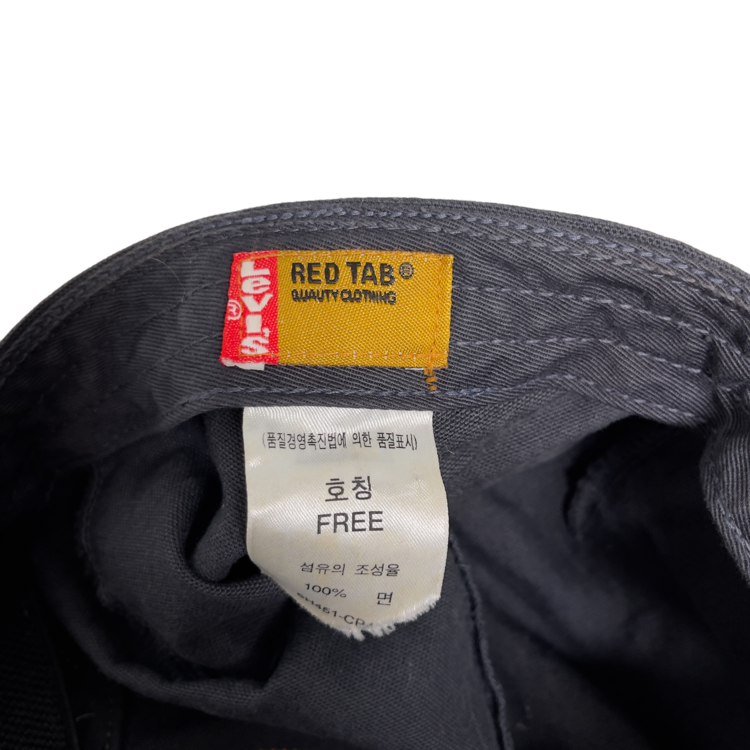 Levi's ®
RED TAB®
QUALITY CLOTHING
(품질경영촉진법에 의한 품질표시)
호칭
FREE
섬유의 조성율
100% 면